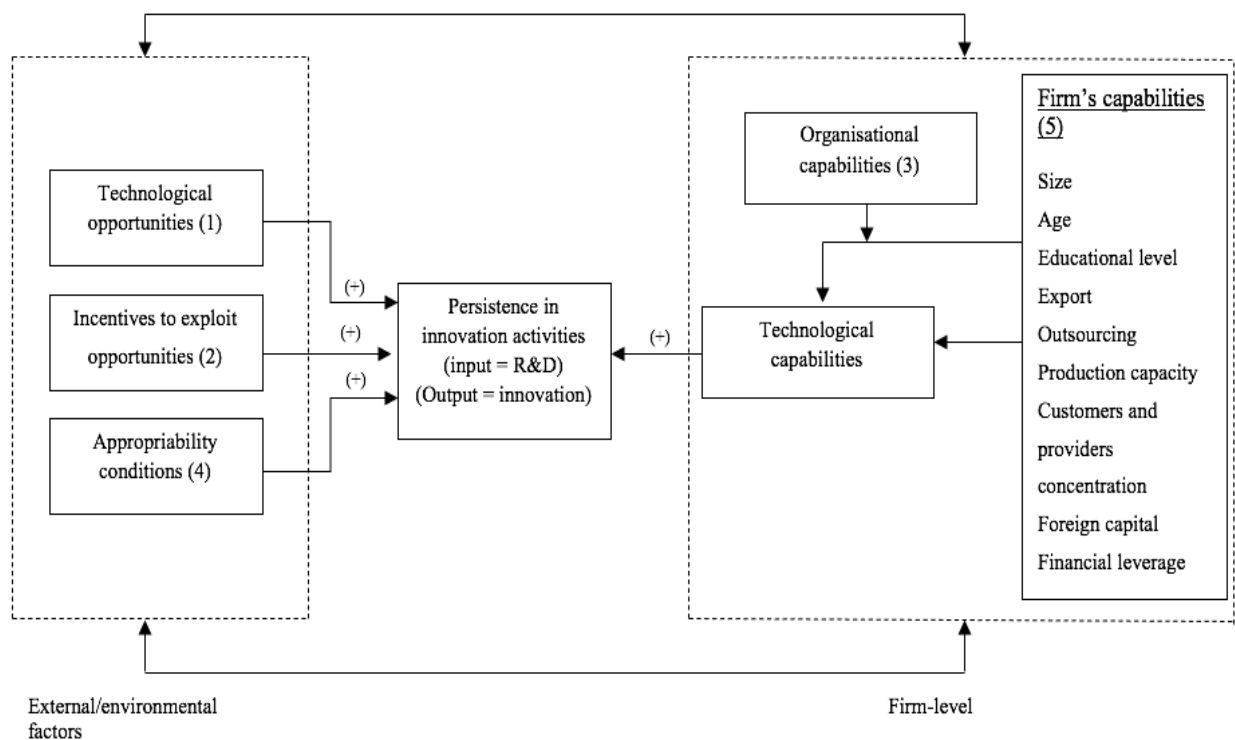 Technological
opportunities (1)
(+)
Incentives to exploit
opportunities (2)
(+)
(+)
Appropriability
conditions (4)
Persistence in
innovation activities
(input = R&D)
(Output = innovation)
(+)
Organisational
capabilities (3)
Technological
capabilities
Firm’s capabilities
(5)
Size
Age
Educational level
Export
Outsourcing
Production capacity
Customers and
providers
concentration
Foreign capital
Financial leverage
External/environmental
factors
Firm-level